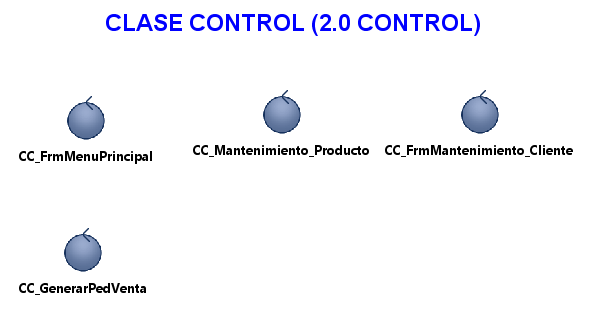 CLASE CONTROL (2.0 CONTROL)
CC_FrmMenuPrincipal
CC_Mantenimiento_Producto
CC_FrmMantenimiento_Cliente
CC_GenerarPedVenta